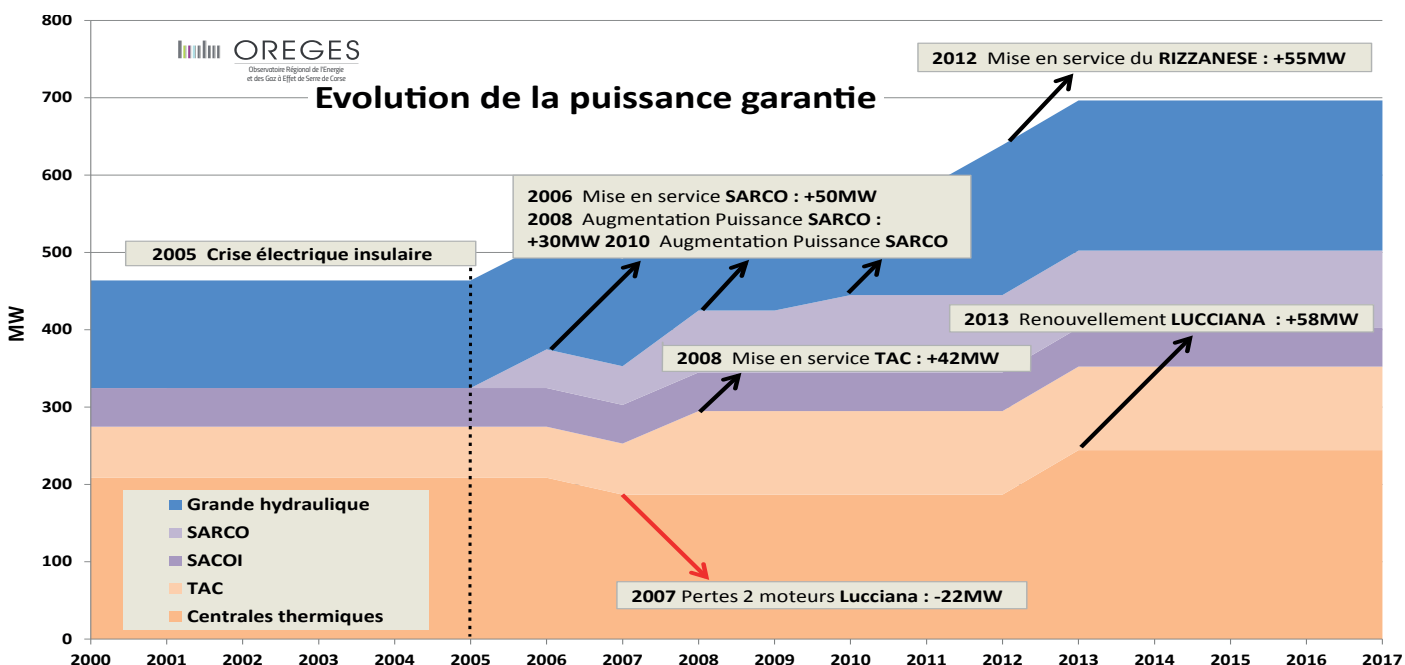 OREGES
Observatoire Régional de l'Energie
et des Gaz à Effet de Serre de Corse
Evolution de la puissance garantie
2012 Mise en service du RIZZANESE : +55MW
2006 Mise en service SARCO : +50MW
2008 Augmentation Puissance SARCO :
+30MW 2010 Augmentation Puissance SARCO
2005 Crise électrique insulaire
2013 Renouvellement LUCCIANA : +58MW
2008 Mise en service TAC : +42MW
2007 Pertes 2 moteurs Lucciana : -22MW
MW
800
700
600
500
400
300
200
100
0
Grande hydraulique
SARCO
SACOI
TAC
Centrales thermiques
2000 2001 2002 2003 2004 2005 2006 2007 2008 2009 2010 2011 2012 2013 2014 2015 2016 2017